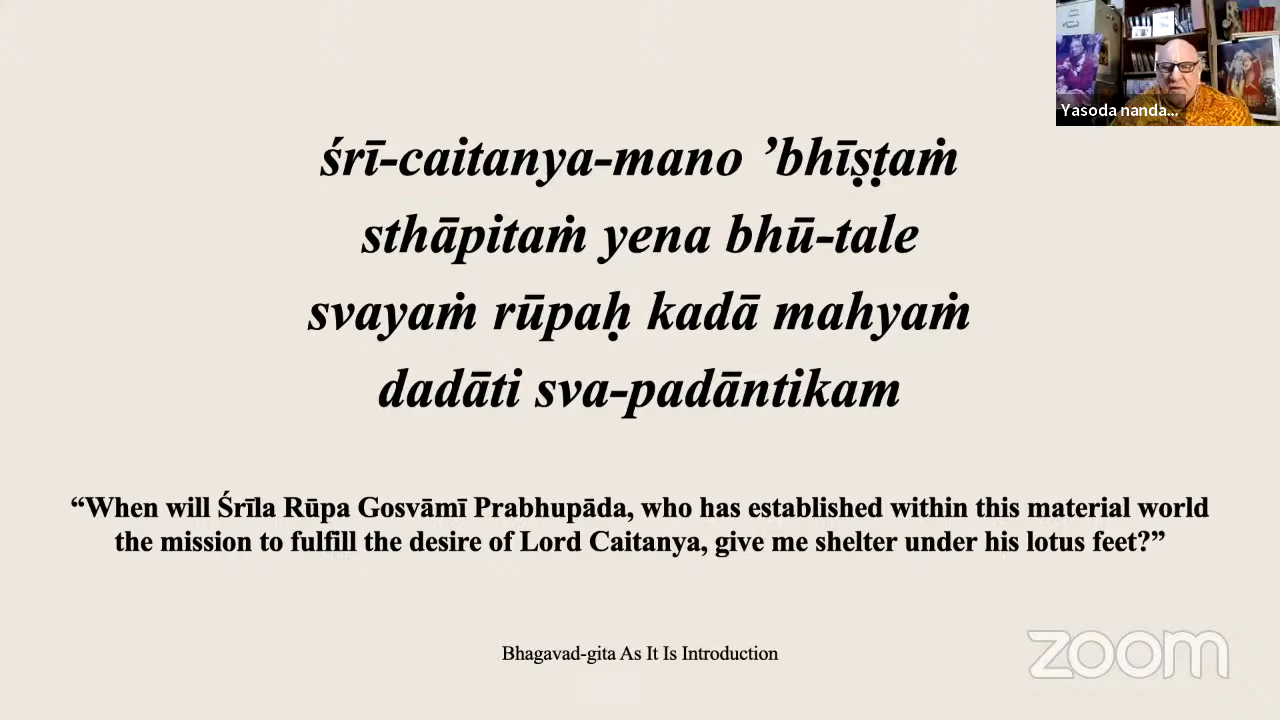 Yasoda nanda...
śrī-caitanya-mano ’bhīṣṭaṁ
sthāpitaṁ yena bhū-tale
svayaṁ rūpaḥ kadā mahyaṁ
dadāti sva-padāntikam
“When will Śrīla Rūpa Gosvāmī Prabhupāda, who has established within this material world
the mission to fulfill the desire of Lord Caitanya, give me shelter under his lotus feet?”
Bhagavad-gita As It Is Introduction
zoom